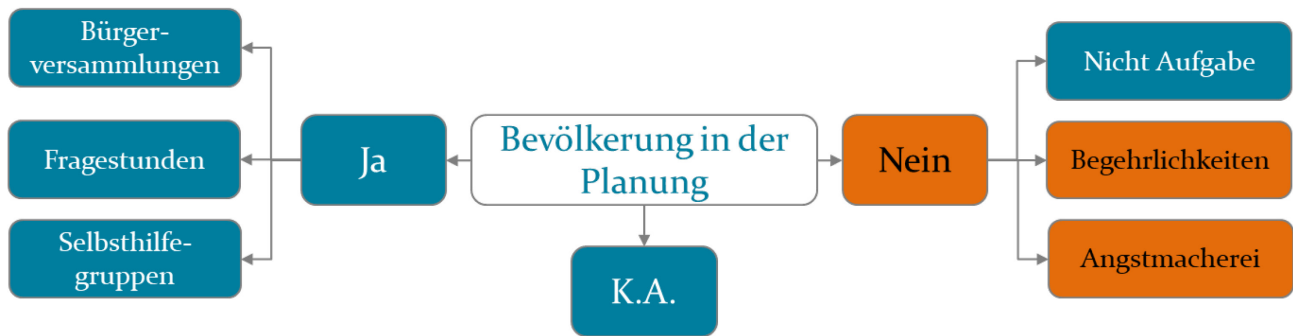 Bürger-
versammlungen
Fragestunden
Selbsthilfe-
gruppen
Ja
Bevölkerung in der
Planung
K.A.
Nein
Nicht Aufgabe
Begehrlichkeiten
Angstmacherei